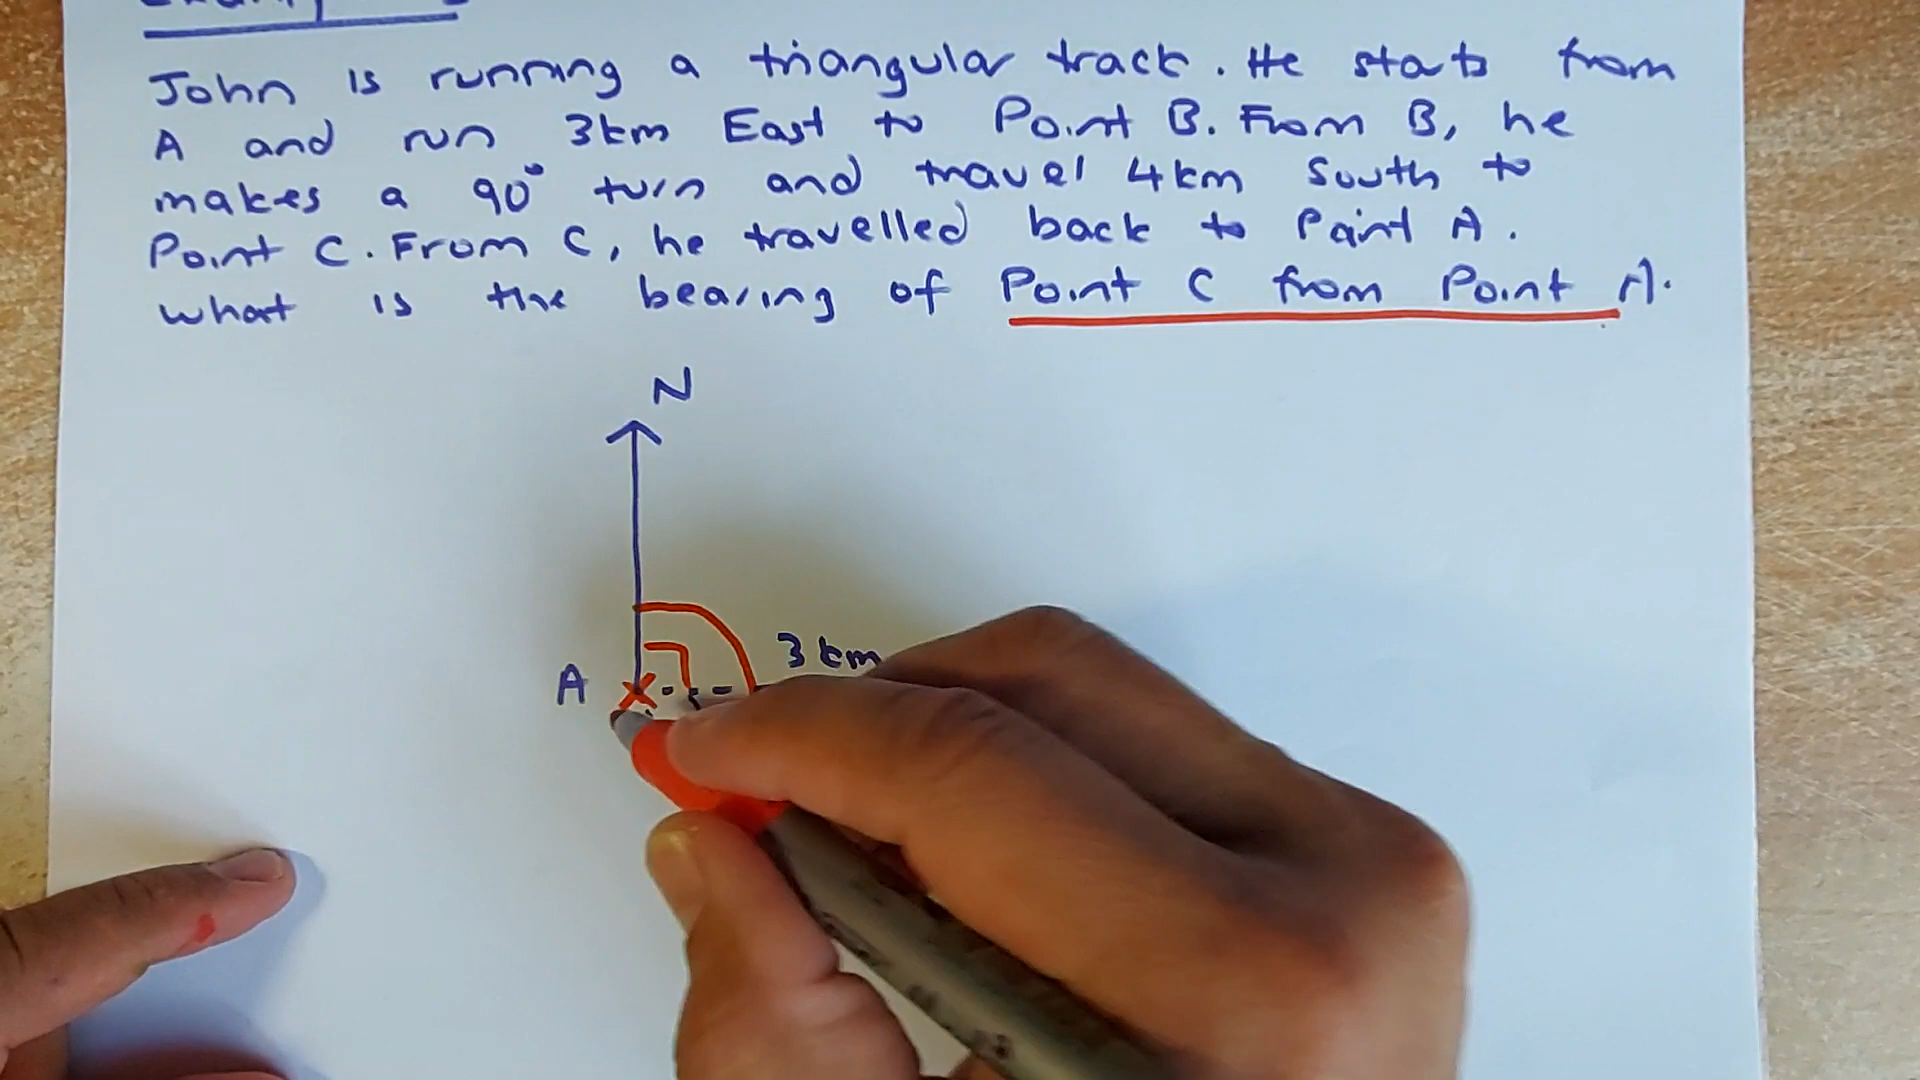 John is running a triangular track. He starts from
A and run 3km East to Point B. From B, he
makes a 90° turn and travel 4km South to
Point C. From C, he travelled back to Point A.
what is the bearing of Point C from Point A.
N
3 km
A